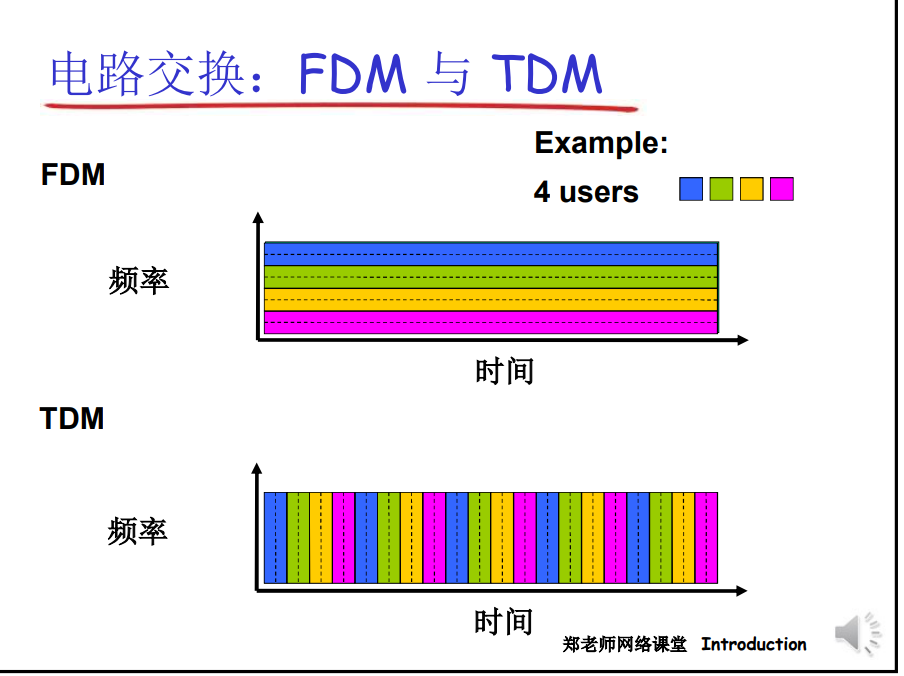 电路交换：FDM 与 TDM
Example:
FDM
4 users
频率
时间
TDM
频率
时间
郑老师网络课堂 Introduction